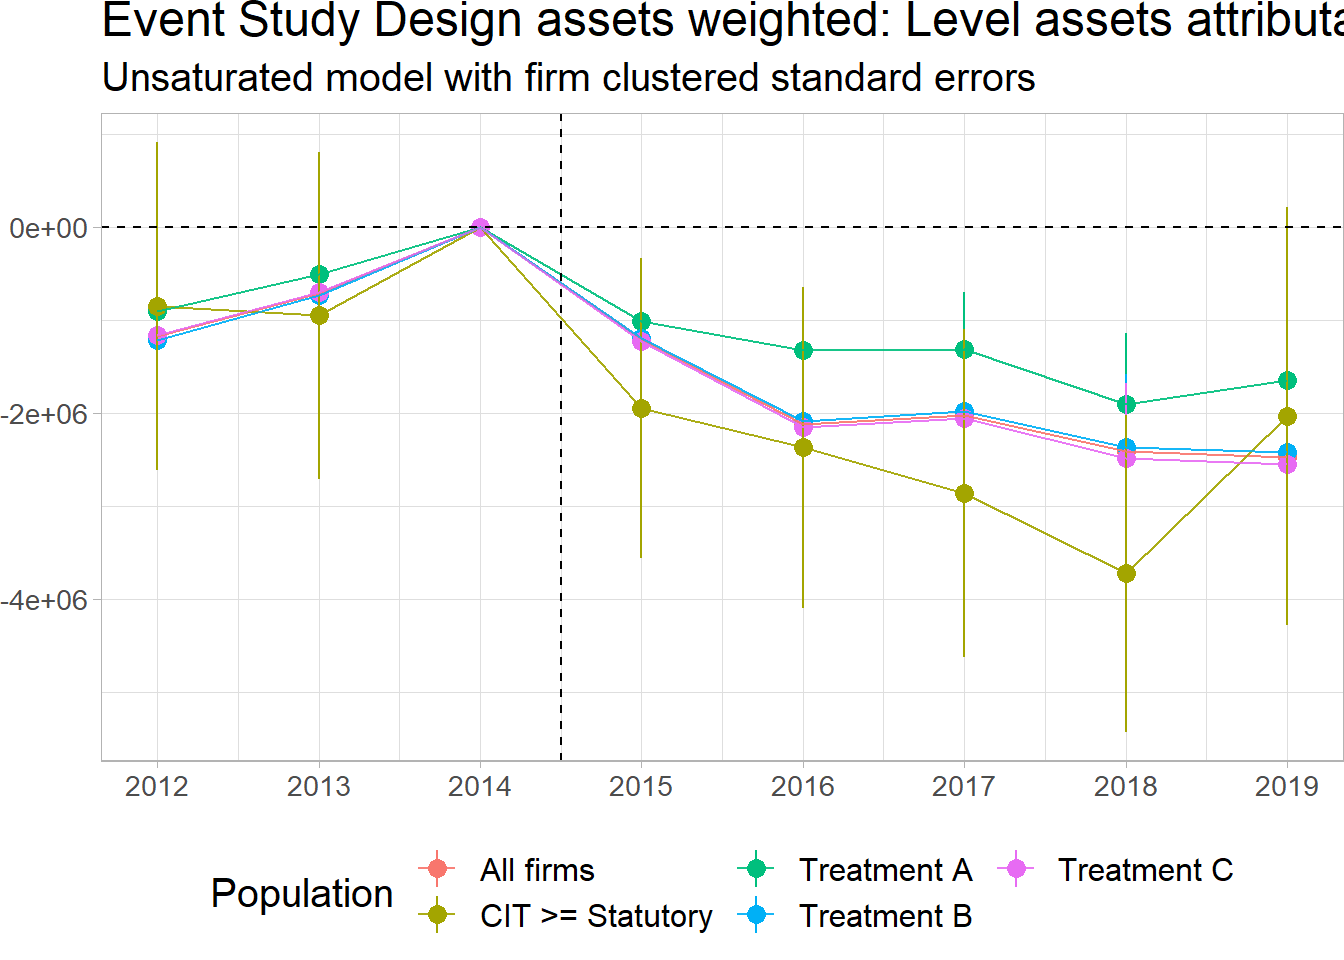 Event Study Design assets weighted: Level assets
Unsaturated model with firm clustered standard errors
0e+00
-2e+06
-4e+06
2012 2013 2014 2015 2016 2017 2018 2019
Population
All firms
CIT >= Statutory
Treatment A
Treatment B
Treatment C